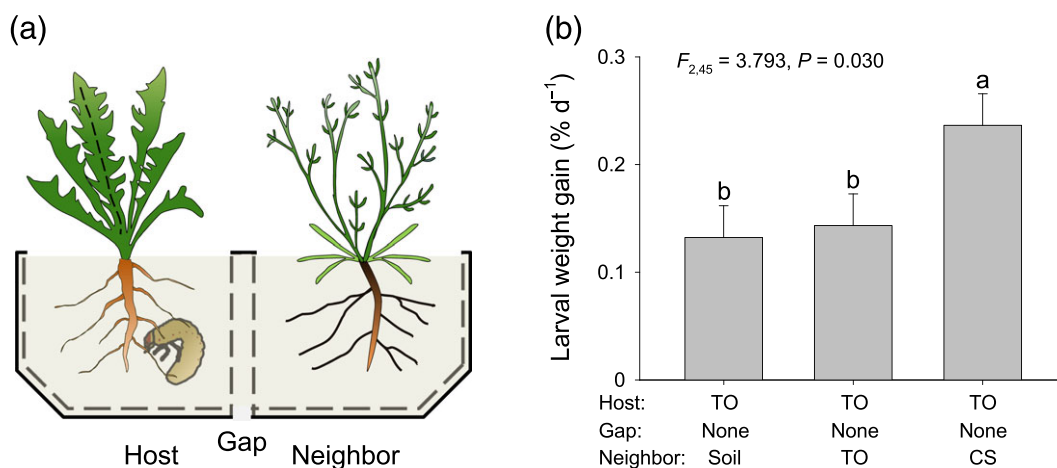 (a)
Host
Gap
Neighbor
(b)
Larval weight gain (% d⁻¹)
0.3
0.2
0.1
0
F2,45 = 3.793, P = 0.030
b
b
a
Host: TO TO TO
Gap: None None None
Neighbor: Soil TO CS